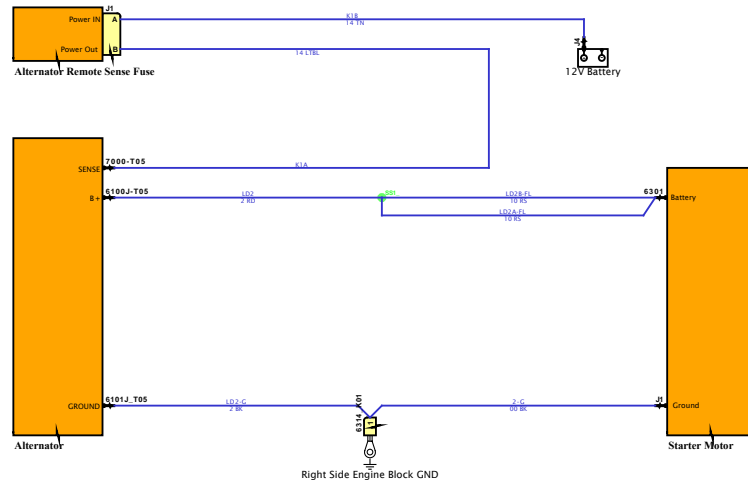 J1
Power IN A
K1B
14 TN
Power Out B
14 LTBL
J4
12V Battery
Alternator Remote Sense Fuse
7000-T05
SENSE
K1A
6100J-T05
B+
LD2
2 RD
LD2B-FL
10 RS
LD2A-FL
10 RS
6301
Battery
6101J_T05
GROUND
LD2-G
2 BK
K01
6314
1
2-G
00 BK
J1
Ground
Alternator
Starter Motor
Right Side Engine Block GND